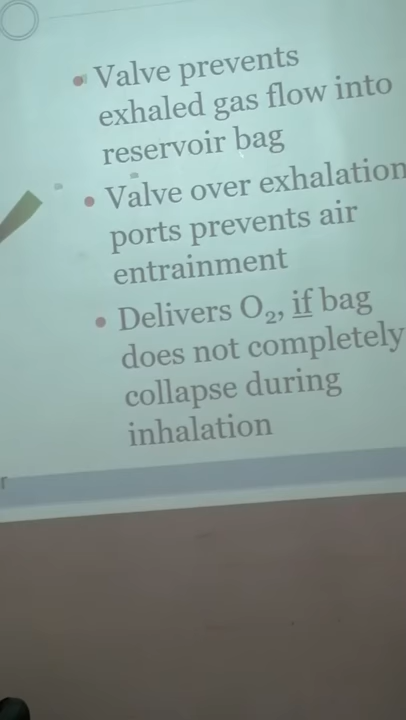 • Valve prevents
exhaled gas flow into
reservoir bag
• Valve over exhalation
ports prevents air
entrainment
• Delivers O₂, if bag
does not completely
collapse during
inhalation
r